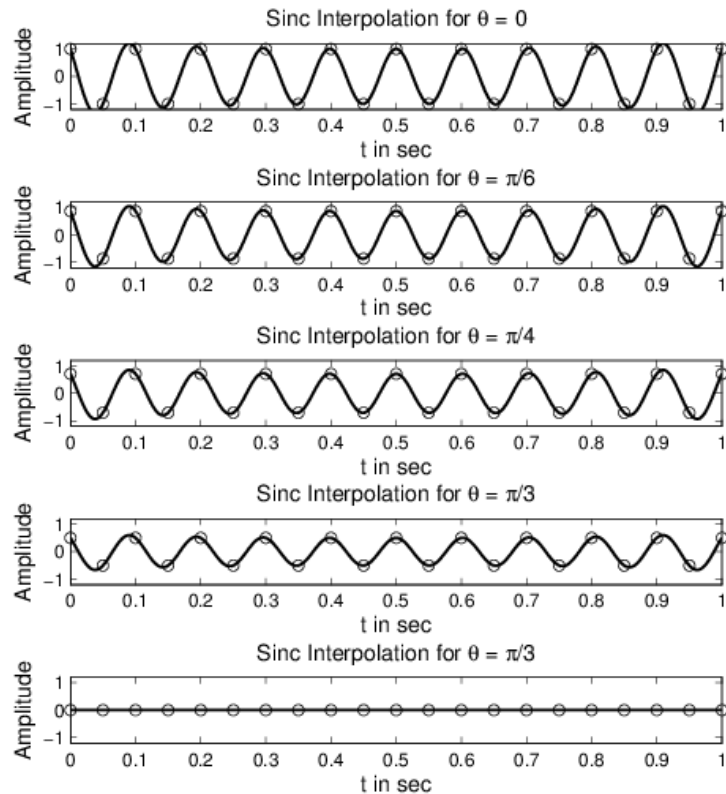 Sinc Interpolation for θ = 0
Amplitude
1
0
−1
0 0.1 0.2 0.3 0.4 0.5 0.6 0.7 0.8 0.9 1
t in sec
Sinc Interpolation for θ = π/6
Amplitude
1
0
−1
0 0.1 0.2 0.3 0.4 0.5 0.6 0.7 0.8 0.9 1
t in sec
Sinc Interpolation for θ = π/4
Amplitude
1
0
−1
0 0.1 0.2 0.3 0.4 0.5 0.6 0.7 0.8 0.9 1
t in sec
Sinc Interpolation for θ = π/3
Amplitude
1
0
−1
0 0.1 0.2 0.3 0.4 0.5 0.6 0.7 0.8 0.9 1
t in sec
Sinc Interpolation for θ = π/3
Amplitude
1
0
−1
0 0.1 0.2 0.3 0.4 0.5 0.6 0.7 0.8 0.9 1
t in sec